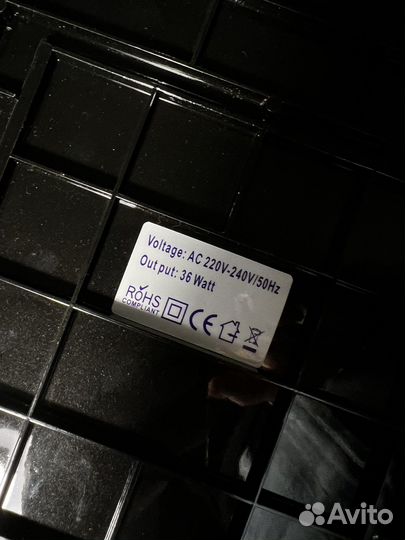 Voltage: AC 220V-240V/50Hz
Out put: 36 Watt
RoHS
COMPLIANT
CE
Avito